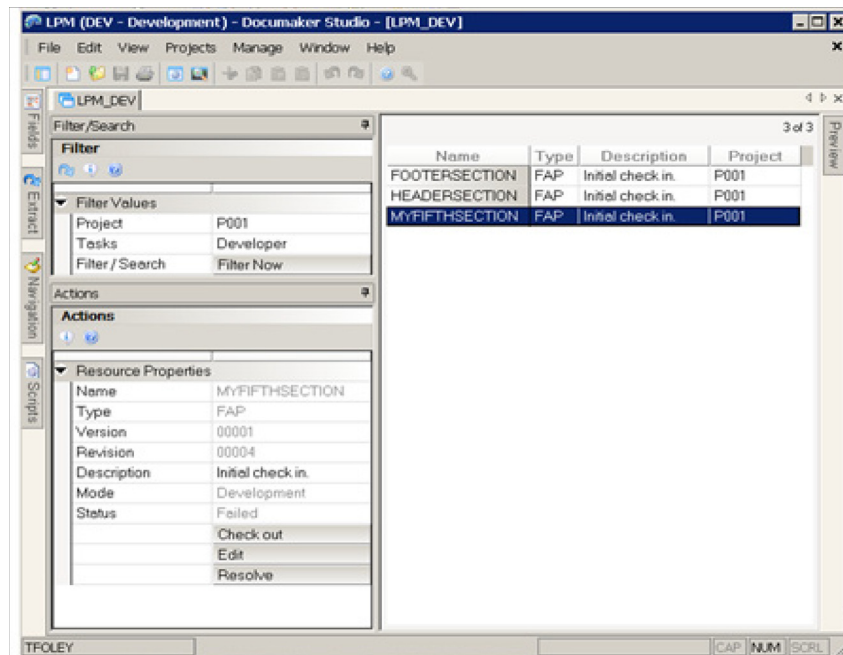 LPM (DEV - Development) - Documaker Studio - [LPM_DEV]
File Edit View Projects Manage Window Help
LPM_DEV
Fields
Extract
Navigation
Scripts
Filter/Search
Filter
Filter Values
Project P001
Tasks Developer
Filter / Search Filter Now
Actions
Actions
Resource Properties
Name MYFIFTHSECTION
Type FAP
Version 00001
Revision 00004
Description Initial check in.
Mode Development
Status Failed
Check out
Edit
Resolve
3 of 3
Name Type Description Project
FOOTERSECTION FAP Initial check in. P001
HEADERSECTION FAP Initial check in. P001
MYFIFTHSECTION FAP Initial check in. P001
Preview
TFOLEY CAP NUM SCRL